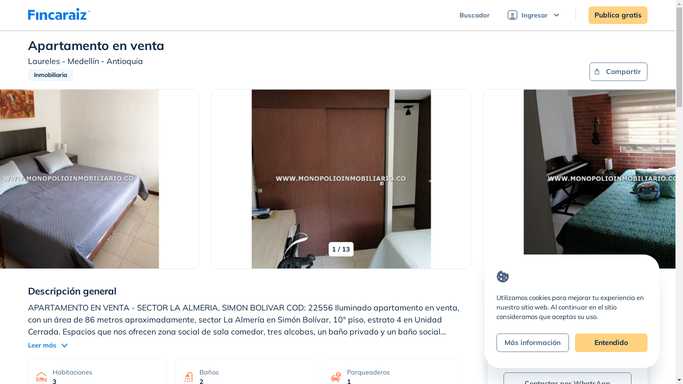 Fincaraiz
Buscador
Ingresar
Publica gratis
Apartamento en venta
Laureles - Medellín - Antioquia
Inmobiliaria
Compartir
WWW.MONOPOLIOINMOBILIARIO.CO
WWW.MONOPOLIOINMOBILIARIO.CO
WWW.MONOPOLIOINMOBILIARIO.CO
1 / 13
Descripción general
APARTAMENTO EN VENTA - SECTOR LA ALMERIA, SIMON BOLIVAR COD: 22556 Iluminado apartamento en venta,
con un área de 86 metros aproximadamente, sector La Almería en Simón Bolívar, 10° piso, estrato 4 en Unidad
Cerrada. Espacios que nos ofrecen zona social de sala comedor, tres alcobas, un baño privado y un baño social...
Leer más
Habitaciones
3
Baños
2
Parqueaderos
1
Utilizamos cookies para mejorar tu experiencia en
nuestro sitio web. Al continuar en el sitio
consideramos que aceptas su uso.
Más información
Entendido
Contactar por WhatsApp